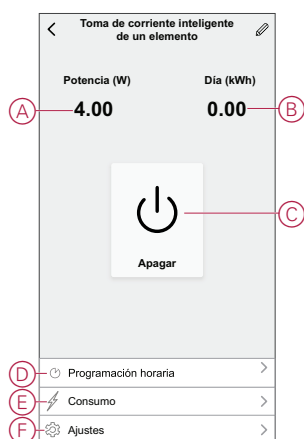 Toma de corriente inteligente
de un elemento
Potencia (W)
Día (kWh)
A
4.00
0.00
B
C
Apagar
D
Programación horaria
E
Consumo
F
Ajustes